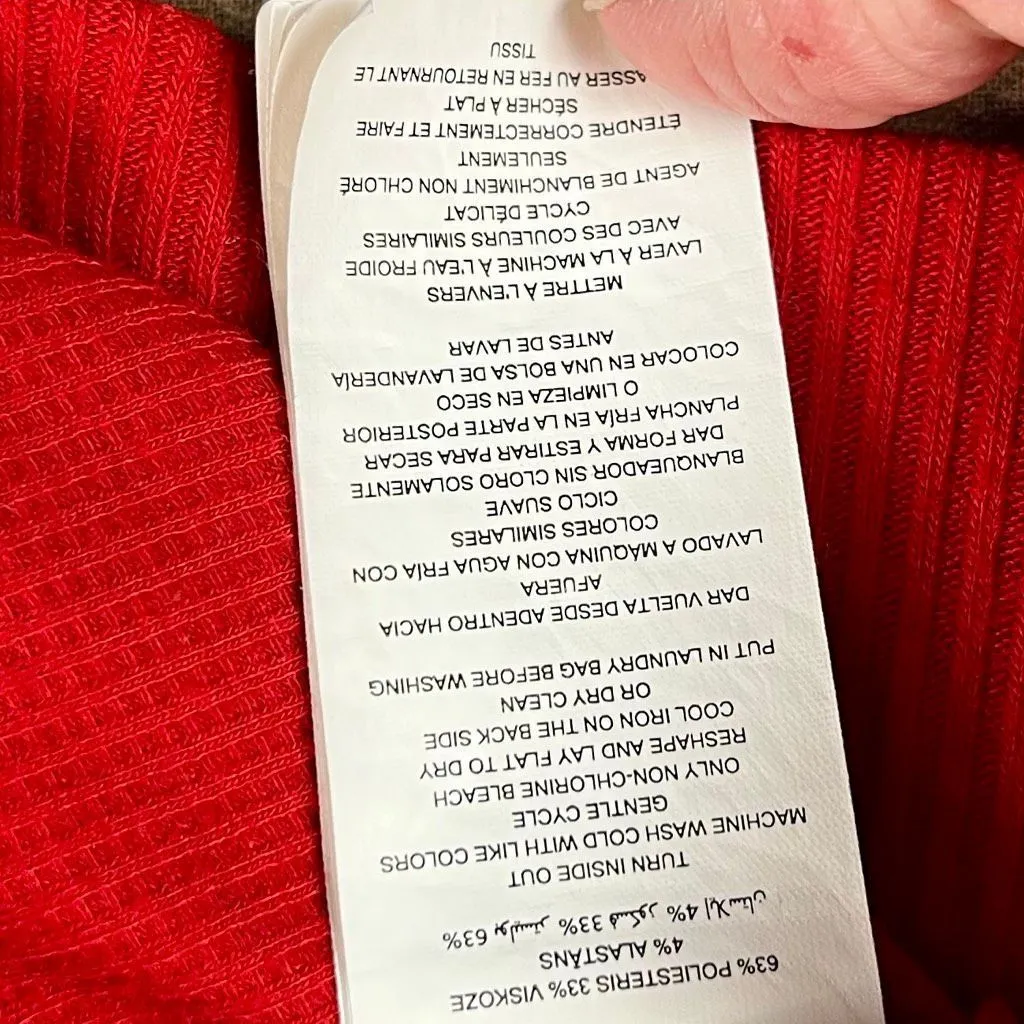 63% POLIESTERIS 33% VISKOZE
4% ALASTĀNS
63% بوليستر 33% فسكوز 4% إيلاستان
TURN INSIDE OUT
MACHINE WASH COLD WITH LIKE COLORS
GENTLE CYCLE
ONLY NON-CHLORINE BLEACH
RESHAPE AND LAY FLAT TO DRY
COOL IRON ON THE BACK SIDE
OR DRY CLEAN
PUT IN LAUNDRY BAG BEFORE WASHING
DAR VUELTA DESDE ADENTRO HACIA
AFUERA
LAVADO A MÁQUINA CON AGUA FRÍA CON
COLORES SIMILARES
CICLO SUAVE
BLANQUEADOR SIN CLORO SOLAMENTE
DAR FORMA Y ESTIRAR PARA SECAR
PLANCHA FRÍA EN LA PARTE POSTERIOR
O LIMPIEZA EN SECO
COLOCAR EN UNA BOLSA DE LAVANDERÍA
ANTES DE LAVAR
METTRE À L'ENVERS
LAVER À LA MACHINE À L'EAU FROIDE
AVEC DES COULEURS SIMILAIRES
CYCLE DÉLICAT
AGENT DE BLANCHIMENT NON CHLORÉ
SEULEMENT
ÉTENDRE CORRECTEMENT ET FAIRE
SÉCHER À PLAT
ASSER AU FER EN RETOURNANT LE
TISSU